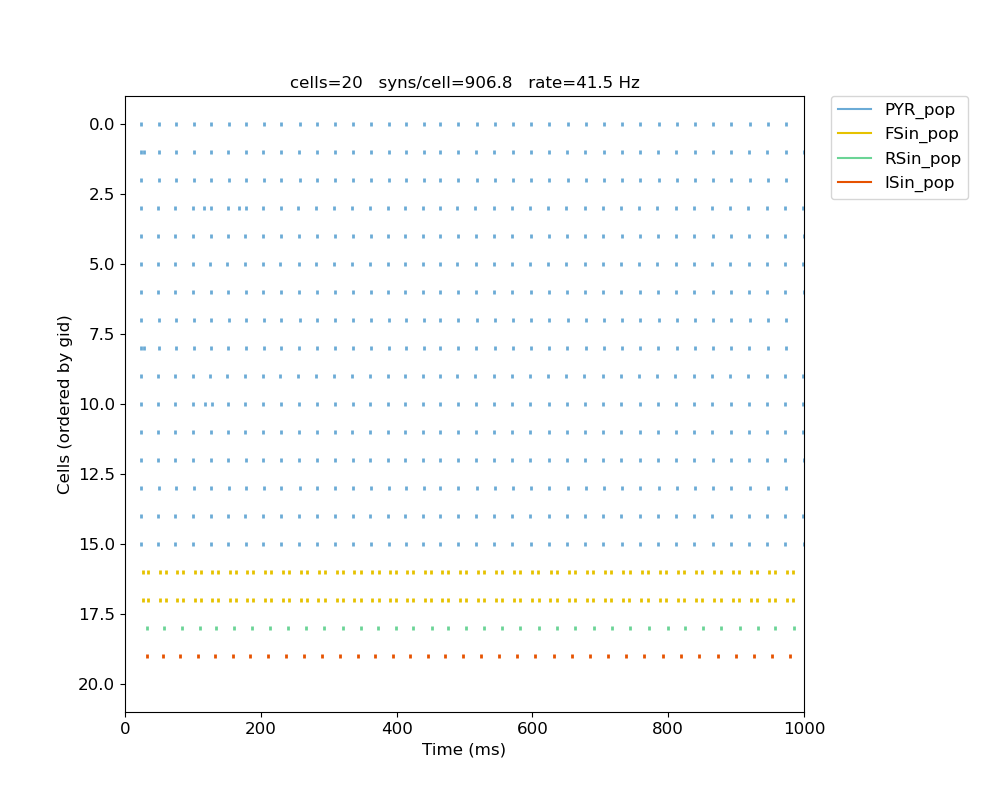 cells=20   syns/cell=906.8   rate=41.5 Hz
PYR_pop
FSin_pop
RSin_pop
ISin_pop
Cells (ordered by gid)
0.0
2.5
5.0
7.5
10.0
12.5
15.0
17.5
20.0
0 200 400 600 800 1000
Time (ms)